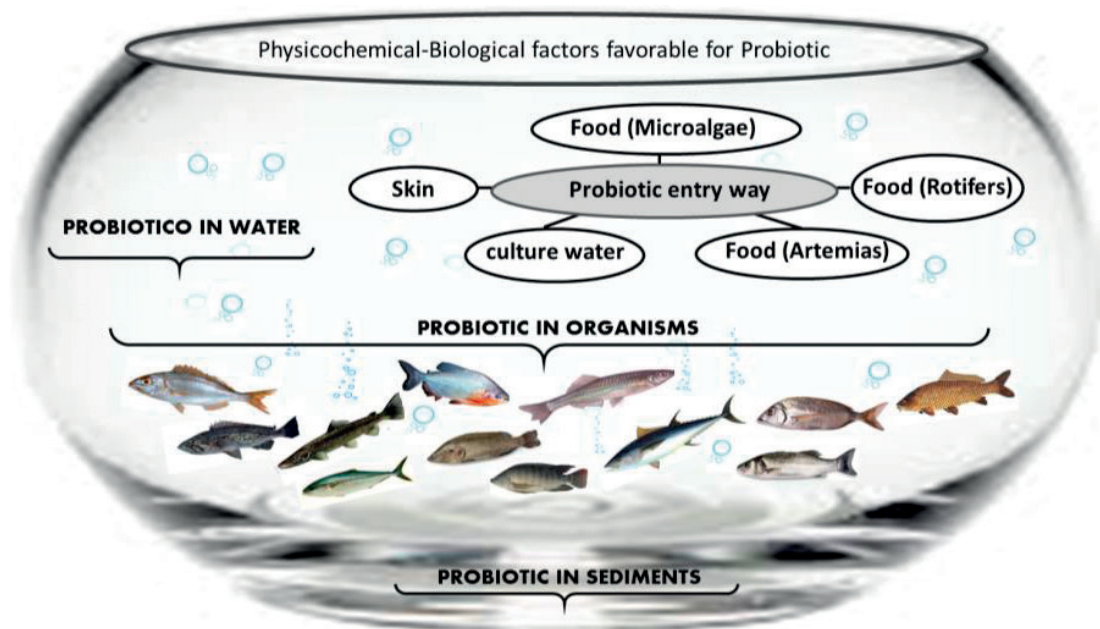 Physicochemical-Biological factors favorable for Probiotic
Food (Microalgae)
Skin
Probiotic entry way
Food (Rotifers)
PROBIOTICO IN WATER
culture water
Food (Artemias)
PROBIOTIC IN ORGANISMS
PROBIOTIC IN SEDIMENTS